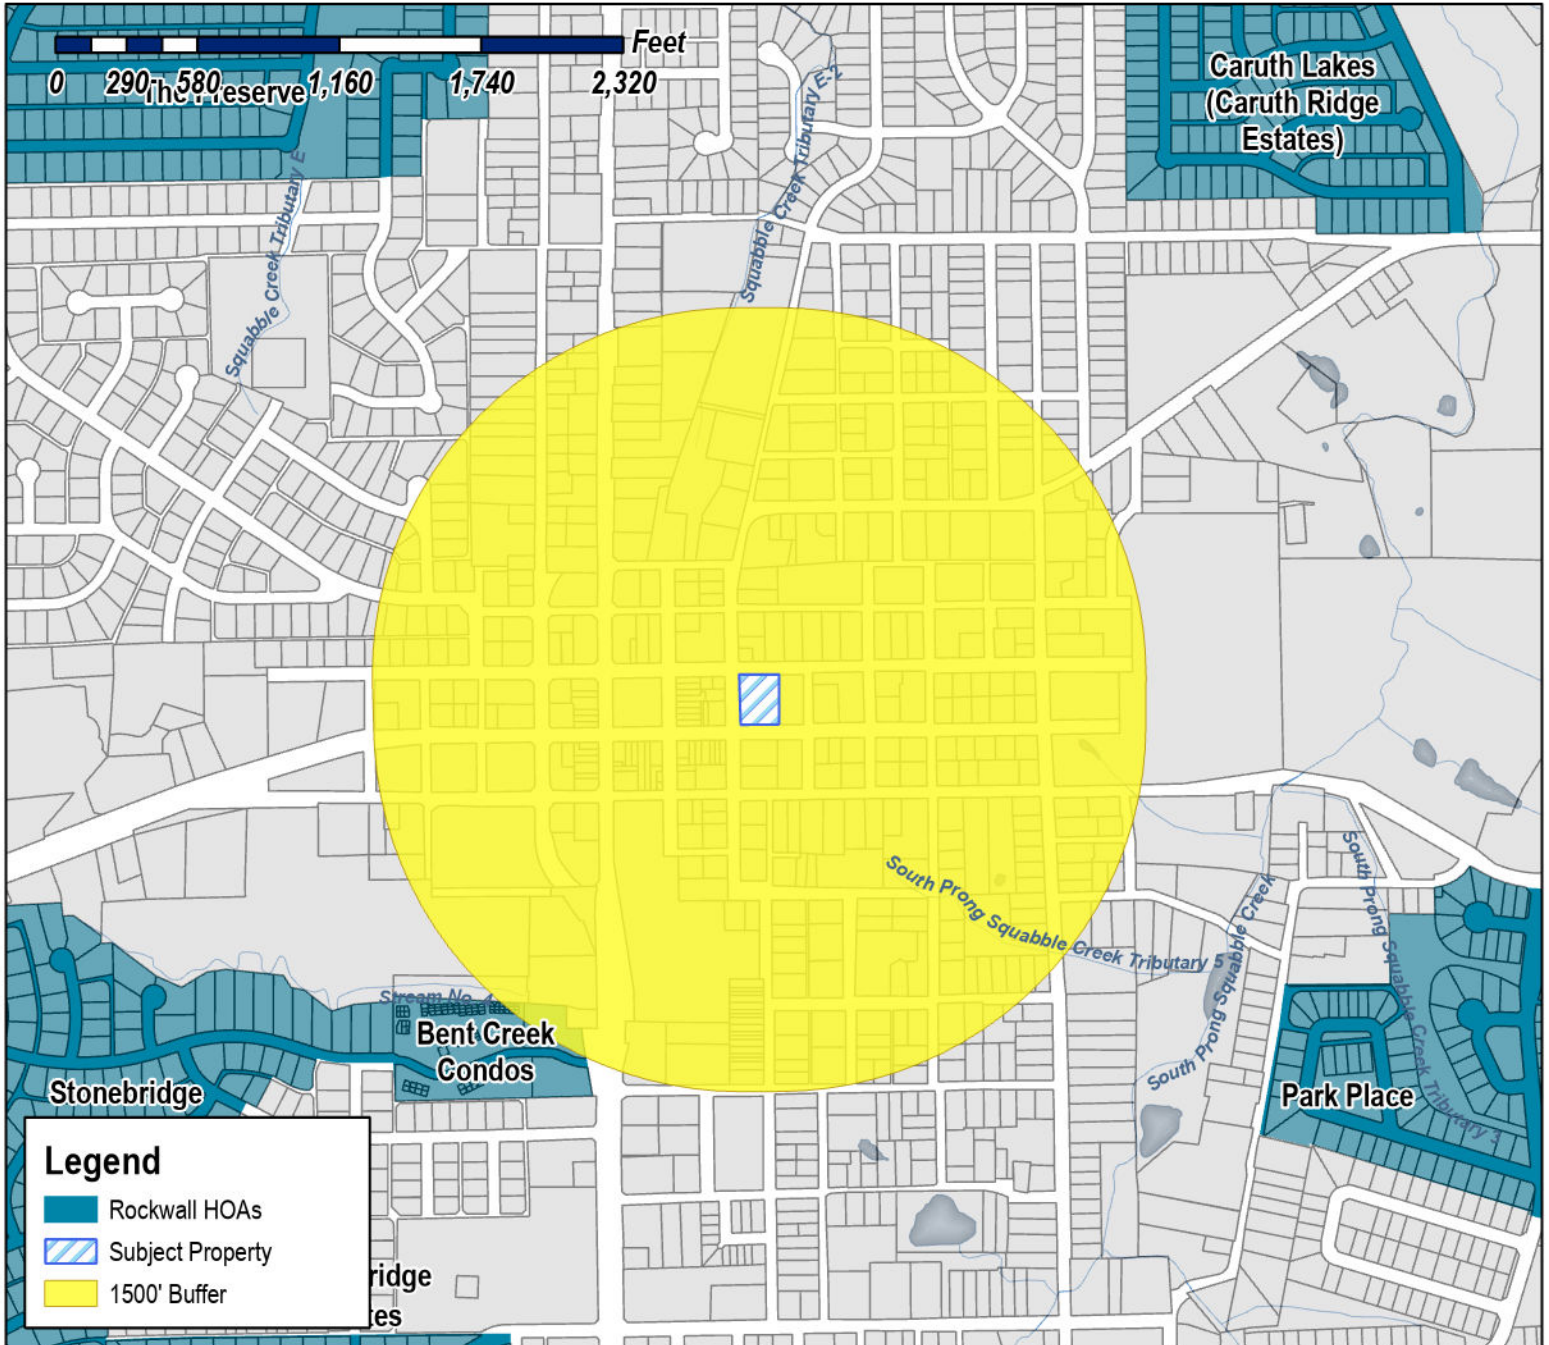 Feet
0 290 580 1,160 1,740 2,320
The Preserve
Caruth Lakes
(Caruth Ridge
Estates)
Squabble Creek Tributary E-2
Squabble Creek Tributary E
South Prong Squabble Creek Tributary 5
South Prong Squabble Creek
South Prong Squabble Creek Tributary 3
Stream No. 4
Bent Creek
Condos
Stonebridge
Park Place
Legend
Rockwall HOAs
Subject Property
1500' Buffer
ridge
tes